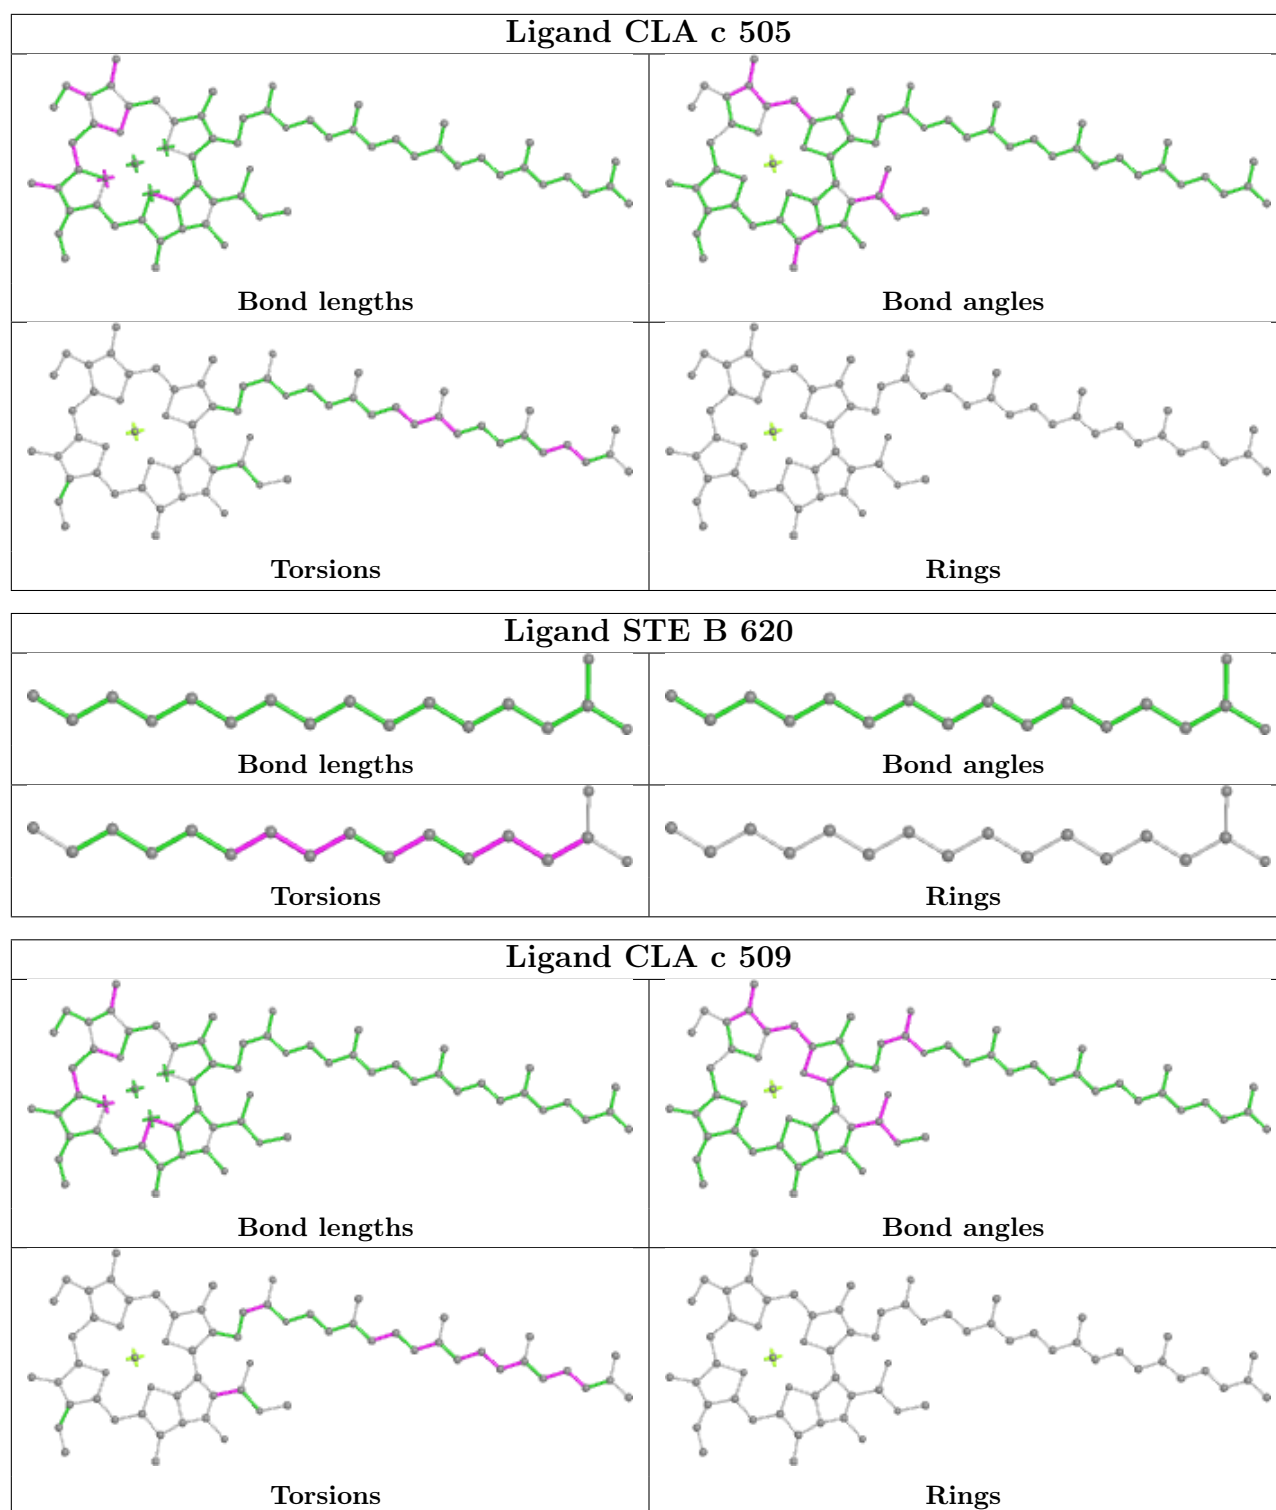 Ligand CLA c 505
Bond lengths
Bond angles
Torsions
Rings
Ligand STE B 620
Bond lengths
Bond angles
Torsions
Rings
Ligand CLA c 509
Bond lengths
Bond angles
Torsions
Rings